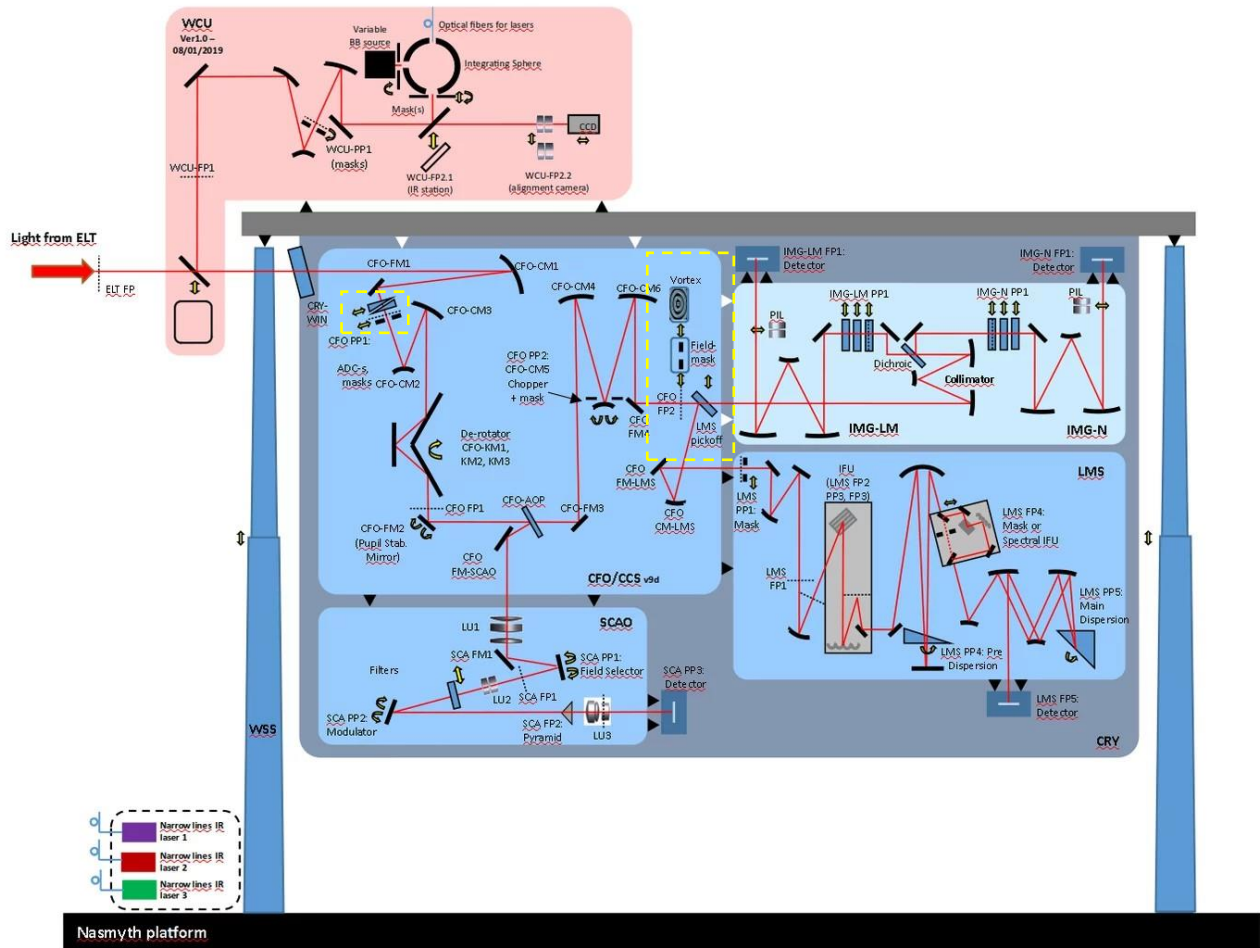 WCU
Ver1.0 –
08/01/2019
Variable
BB source
Optical fibers for lasers
Integrating Sphere
Mask(s)
CCD
WCU-PP1
(masks)
WCU-FP1
WCU-FP2.1
(IR station)
WCU-FP2.2
(alignment camera)
Light from ELT
ELT FP
CRY-
WIN
CFO-FM1
CFO-CM1
CFO PP1:
ADC-s,
masks
CFO-CM3
CFO-CM2
CFO-CM4
CFO-CM6
CFO PP2:
CFO-CM5
Chopper
+ mask
De-rotator
CFO-KM1,
KM2, KM3
CFO FP1
CFO-FM2
(Pupil Stab.
Mirror)
CFO-AOP
CFO-FM3
CFO
FM-SCAO
CFO/CCS v9d
Vortex
Field-
mask
CFO
FP2
CFO
FM4
LMS
pickoff
CFO
FM-LMS
CFO
CM-LMS
IMG-LM FP1:
Detector
IMG-N FP1:
Detector
PIL
IMG-LM PP1
IMG-N PP1
PIL
Dichroic
Collimator
IMG-LM
IMG-N
LMS
LMS
PP1:
Mask
IFU
(LMS FP2
PP3, FP3)
LMS
FP1
LMS FP4:
Mask or
Spectral IFU
LMS PP4: Pre
Dispersion
LMS PP5:
Main
Dispersion
LMS FP5:
Detector
CRY
SCAO
LU1
SCA FM1
SCA PP1:
Field Selector
Filters
LU2
SCA FP1
SCA PP2:
Modulator
SCA FP2:
Pyramid
LU3
SCA PP3:
Detector
WSS
Narrow lines IR
laser 1
Narrow lines IR
laser 2
Narrow lines IR
laser 3
Nasmyth platform